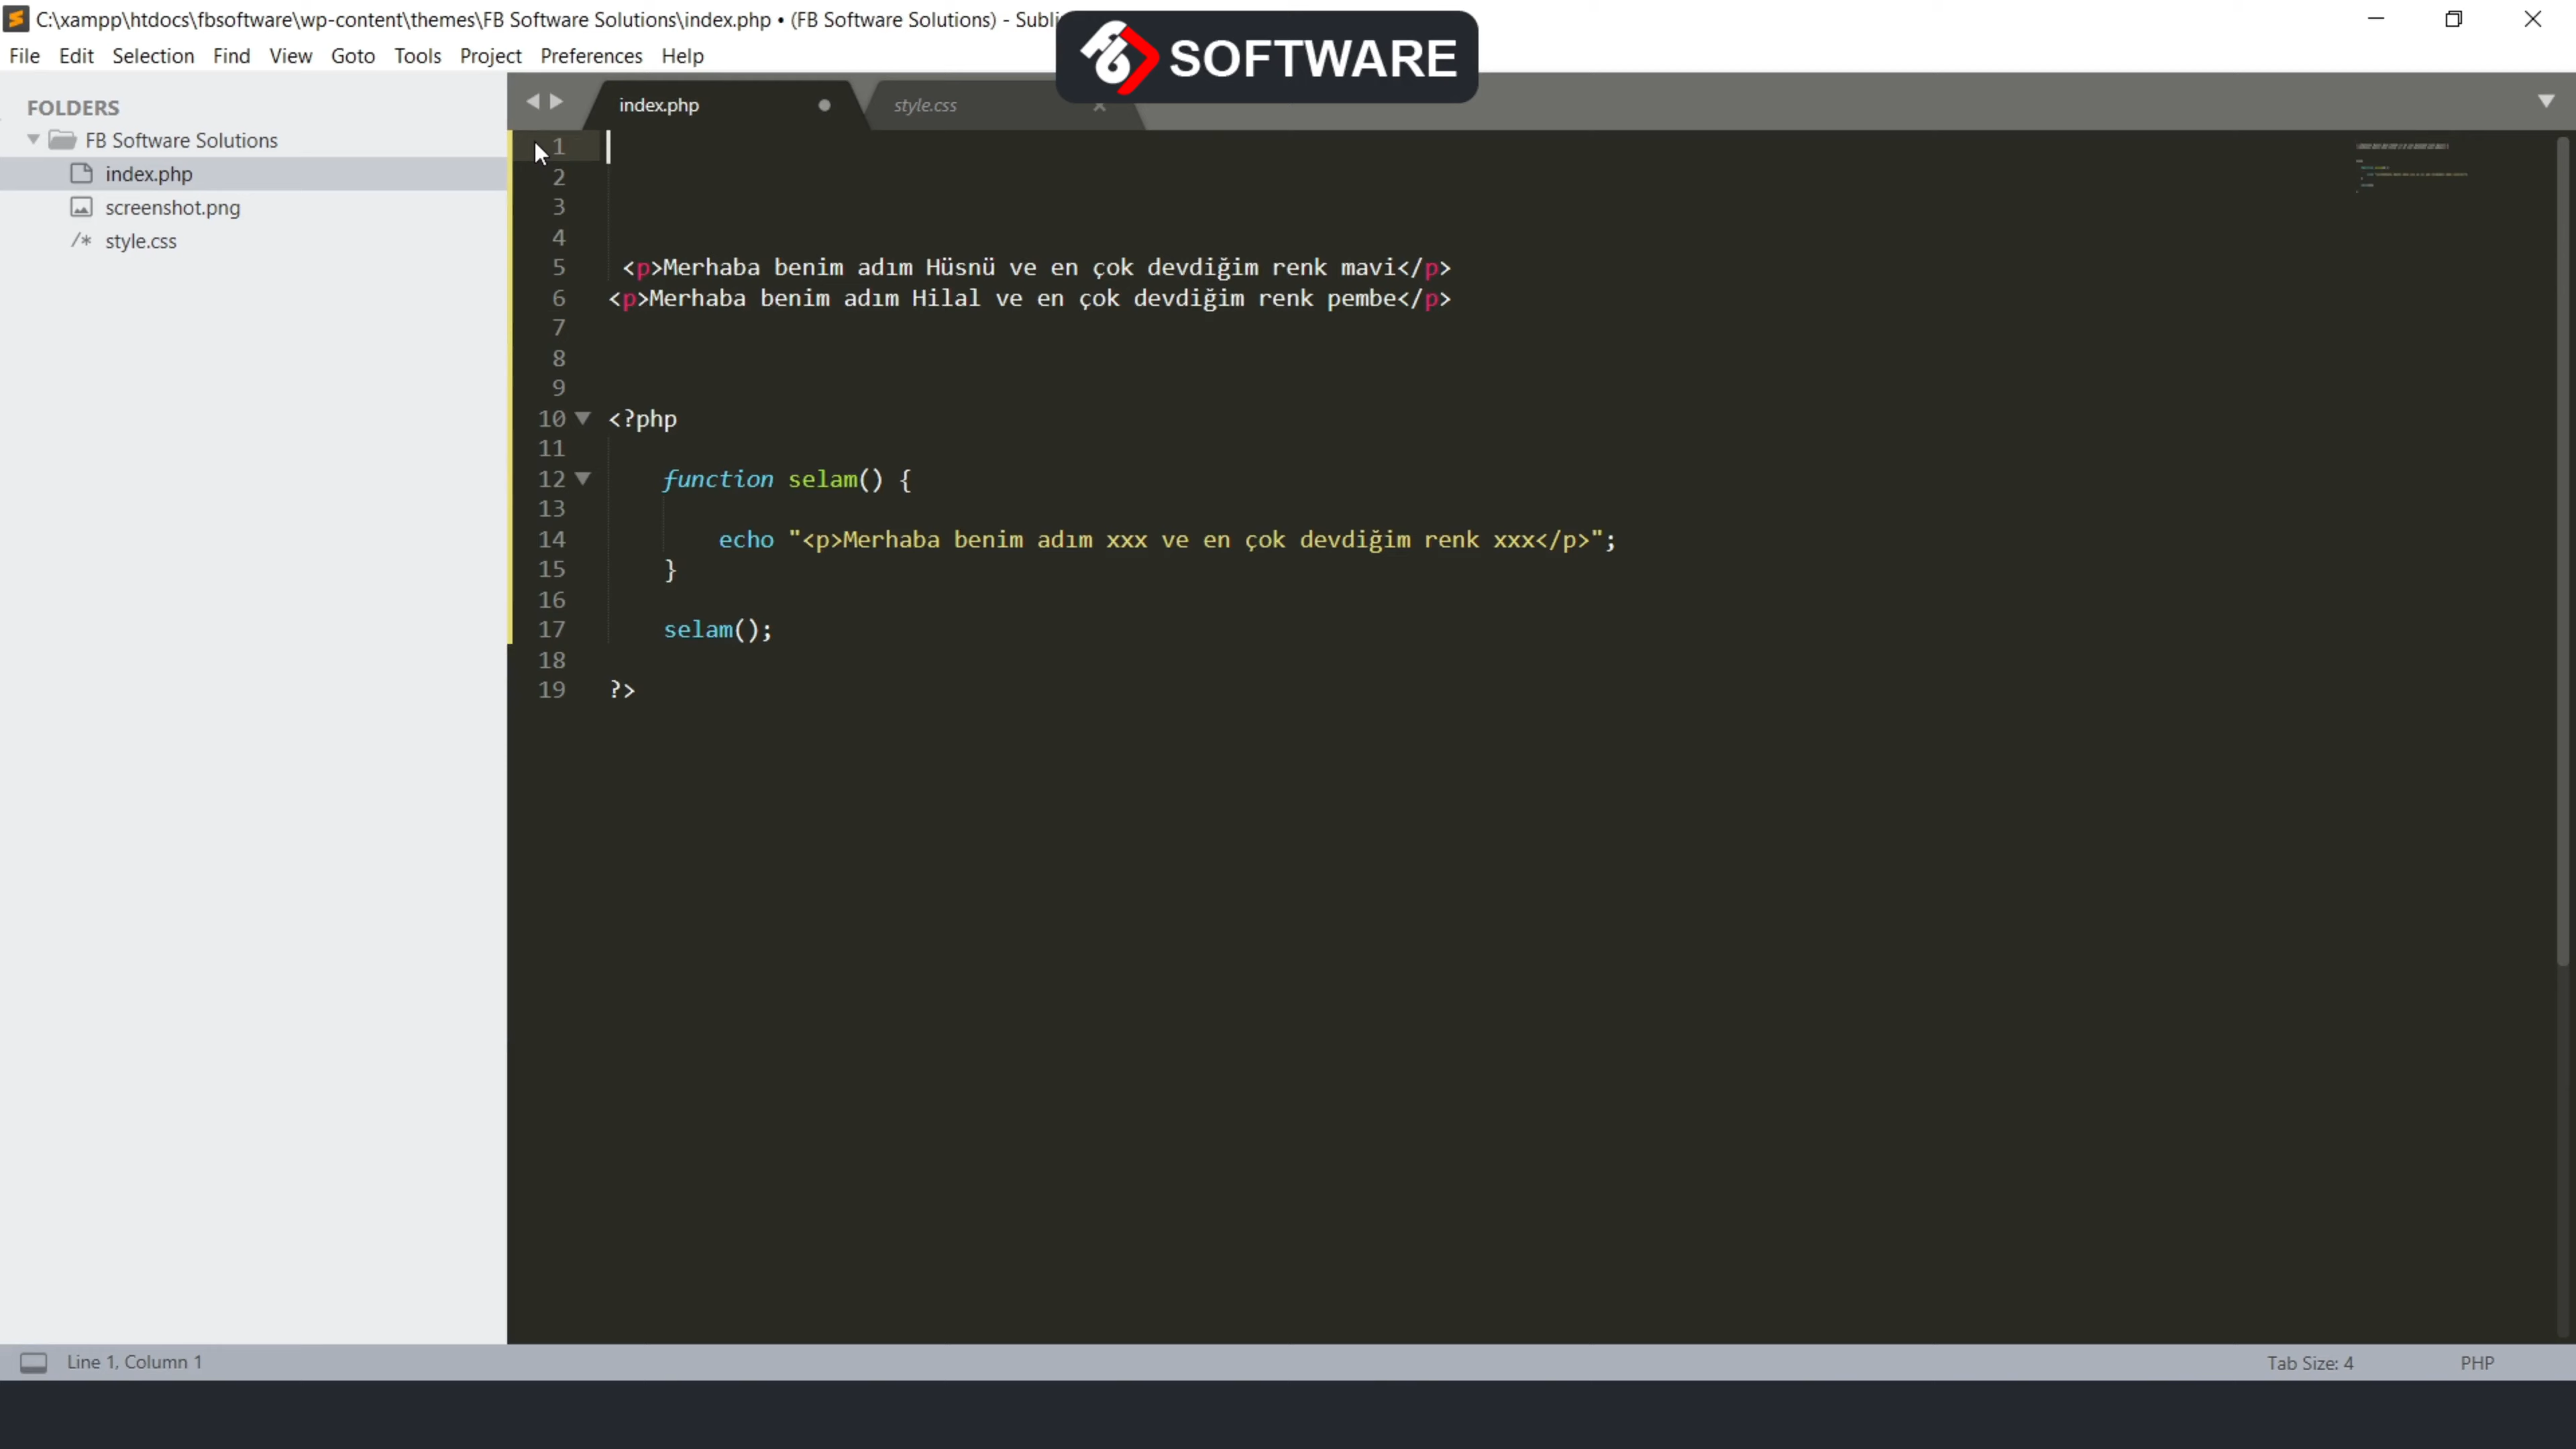 C:\xampp\htdocs\fbsoftware\wp-content\themes\FB Software Solutions\index.php • (FB Software Solutions) - Subli
SOFTWARE
File Edit Selection Find View Goto Tools Project Preferences Help
FOLDERS
FB Software Solutions
index.php
screenshot.png
/* style.css
index.php
style.css
1
2
3
4
5 <p>Merhaba benim adım Hüsnü ve en çok devdiğim renk mavi</p>
6 <p>Merhaba benim adım Hilal ve en çok devdiğim renk pembe</p>
7
8
9
10 <?php
11
12 function selam() {
13
14 echo "<p>Merhaba benim adım xxx ve en çok devdiğim renk xxx</p>";
15 }
16
17 selam();
18
19 ?>
Line 1, Column 1
Tab Size: 4
PHP